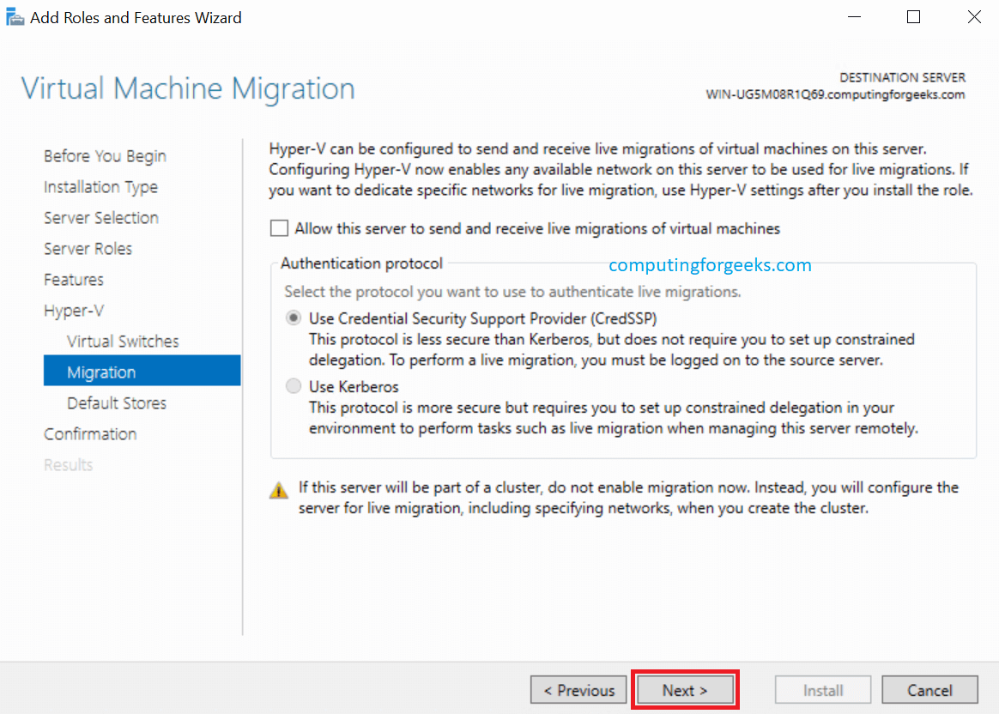 Add Roles and Features Wizard
Virtual Machine Migration
DESTINATION SERVER
WIN-UG5M08R1Q69.computingforgeeks.com
Before You Begin
Installation Type
Server Selection
Server Roles
Features
Hyper-V
Virtual Switches
Migration
Default Stores
Confirmation
Results
Hyper-V can be configured to send and receive live migrations of virtual machines on this server.
Configuring Hyper-V now enables any available network on this server to be used for live migrations. If
you want to dedicate specific networks for live migration, use Hyper-V settings after you install the role.
Allow this server to send and receive live migrations of virtual machines
Authentication protocol
computingforgeeks.com
Select the protocol you want to use to authenticate live migrations.
Use Credential Security Support Provider (CredSSP)
This protocol is less secure than Kerberos, but does not require you to set up constrained
delegation. To perform a live migration, you must be logged on to the source server.
Use Kerberos
This protocol is more secure but requires you to set up constrained delegation in your
environment to perform tasks such as live migration when managing this server remotely.
If this server will be part of a cluster, do not enable migration now. Instead, you will configure the
server for live migration, including specifying networks, when you create the cluster.
< Previous
Next >
Install
Cancel